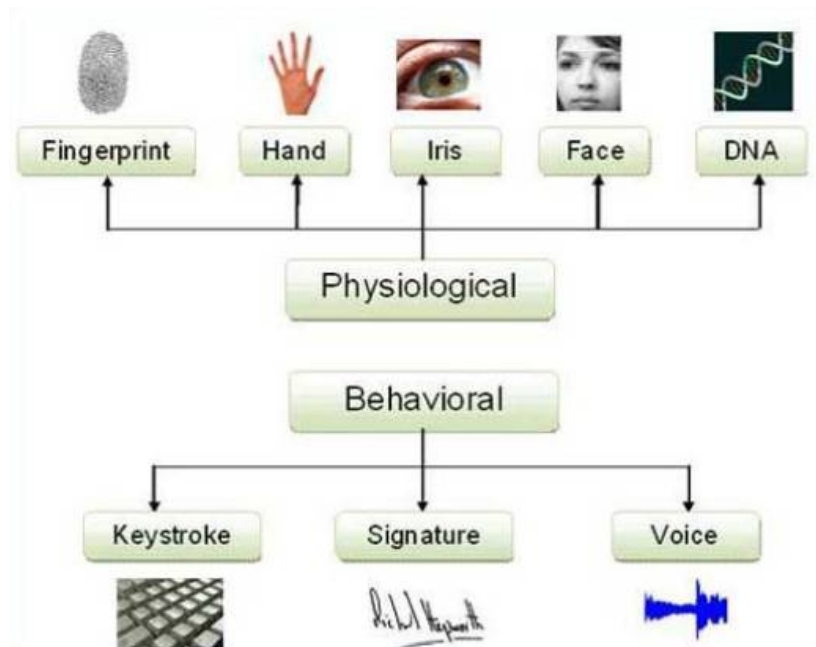 Fingerprint
Hand
Iris
Face
DNA
Physiological
Behavioral
Keystroke
Signature
Voice